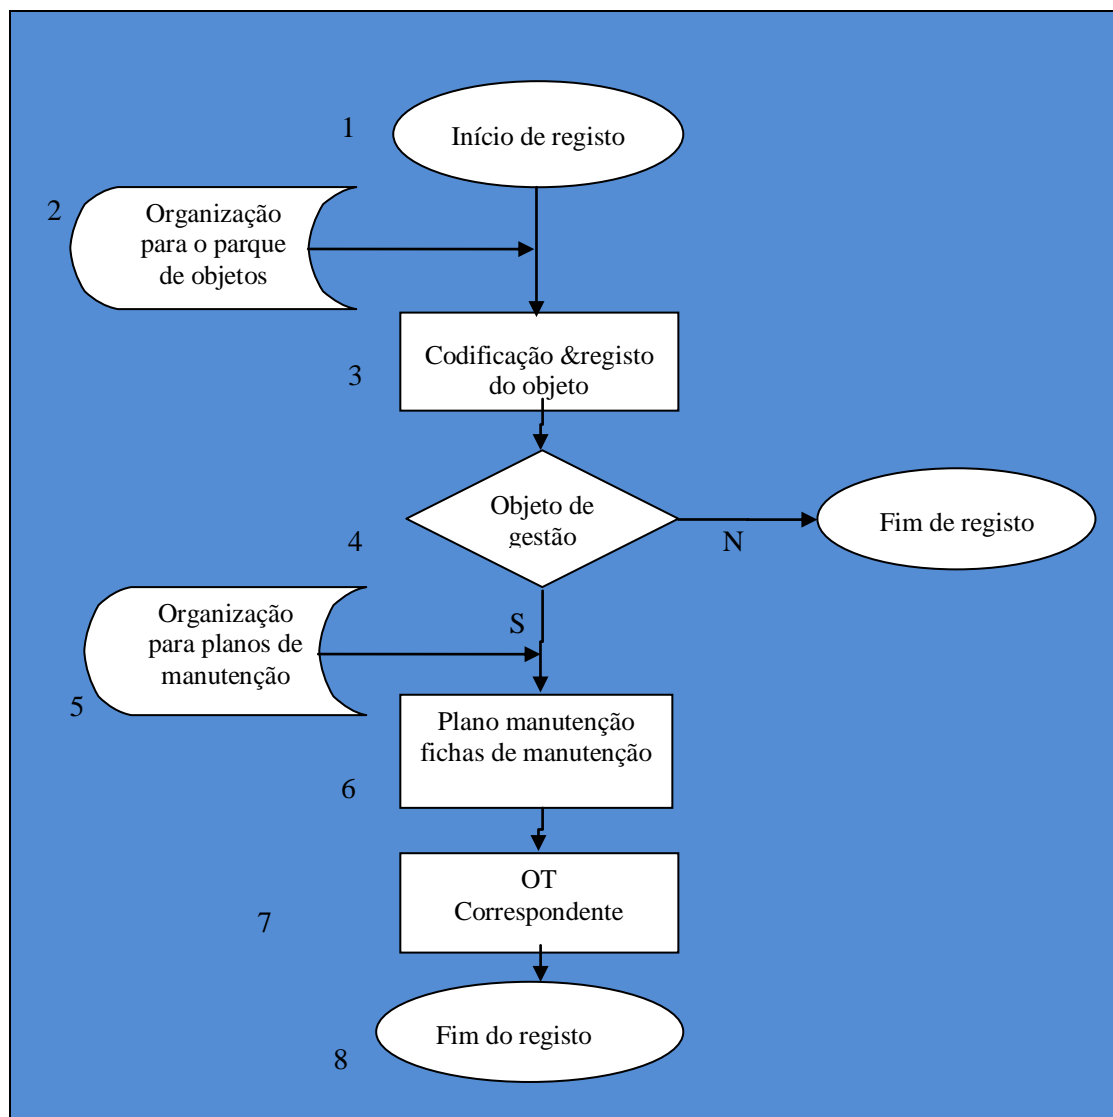 1
Início de registo
2
Organização
para o parque
de objetos
Codificação &registo
do objeto
3
Objeto de
gestão
4
N
Fim de registo
S
Organização
para planos de
manutenção
5
Plano manutenção
fichas de manutenção
6
OT
Correspondente
7
Fim do registo
8